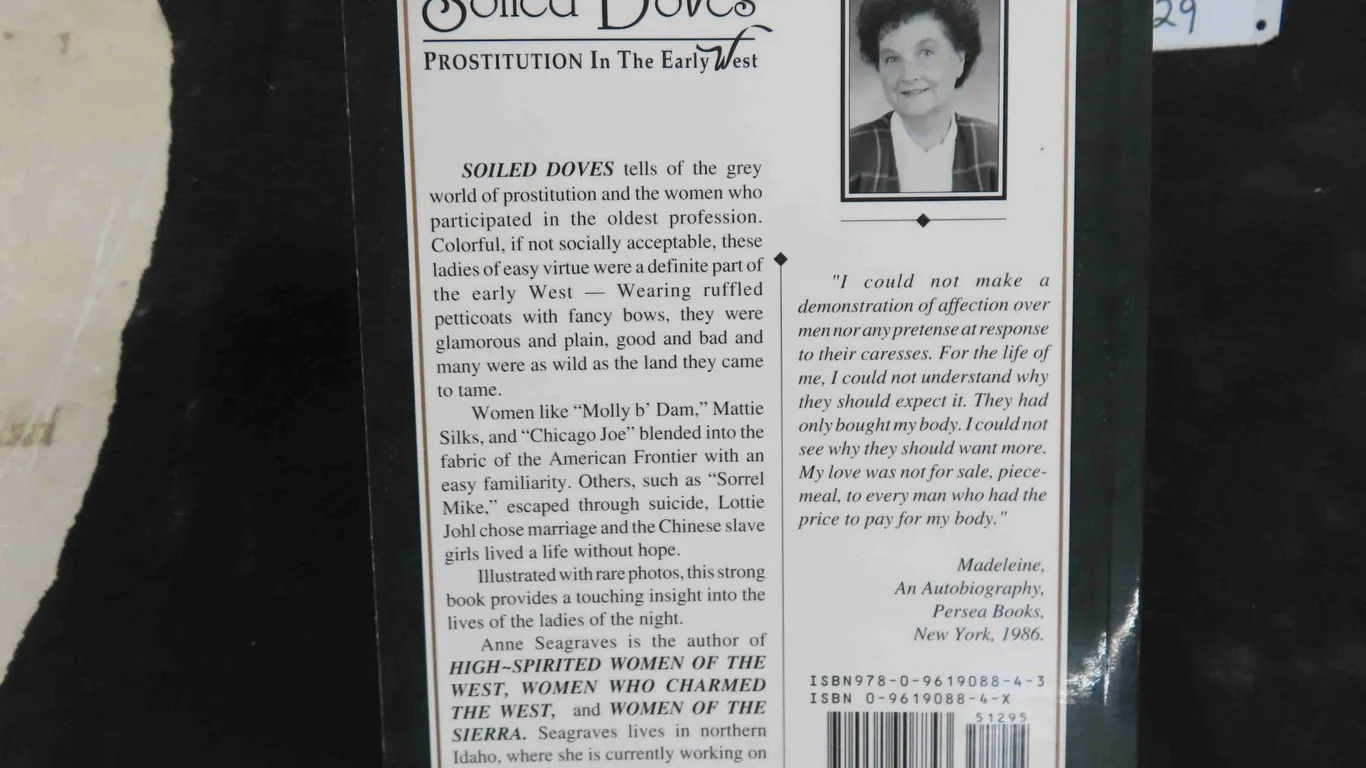 Soiled Doves
PROSTITUTION In The Early West
SOILED DOVES tells of the grey
world of prostitution and the women who
participated in the oldest profession.
Colorful, if not socially acceptable, these
ladies of easy virtue were a definite part of
the early West — Wearing ruffled
petticoats with fancy bows, they were
glamorous and plain, good and bad and
many were as wild as the land they came
to tame.
Women like “Molly b’ Dam,” Mattie
Silks, and “Chicago Joe” blended into the
fabric of the American Frontier with an
easy familiarity. Others, such as “Sorrel
Mike,” escaped through suicide, Lottie
Johl chose marriage and the Chinese slave
girls lived a life without hope.
Illustrated with rare photos, this strong
book provides a touching insight into the
lives of the ladies of the night.
Anne Seagraves is the author of
HIGH~SPIRITED WOMEN OF THE
WEST, WOMEN WHO CHARMED
THE WEST, and WOMEN OF THE
SIERRA. Seagraves lives in northern
Idaho, where she is currently working on
"I could not make a
demonstration of affection over
men nor any pretense at response
to their caresses. For the life of
me, I could not understand why
they should expect it. They had
only bought my body. I could not
see why they should want more.
My love was not for sale, piece-
meal, to every man who had the
price to pay for my body."
Madeleine,
An Autobiography,
Persea Books,
New York, 1986.
ISBN978-0-9619088-4-3
ISBN 0-9619088-4-X
51295
29